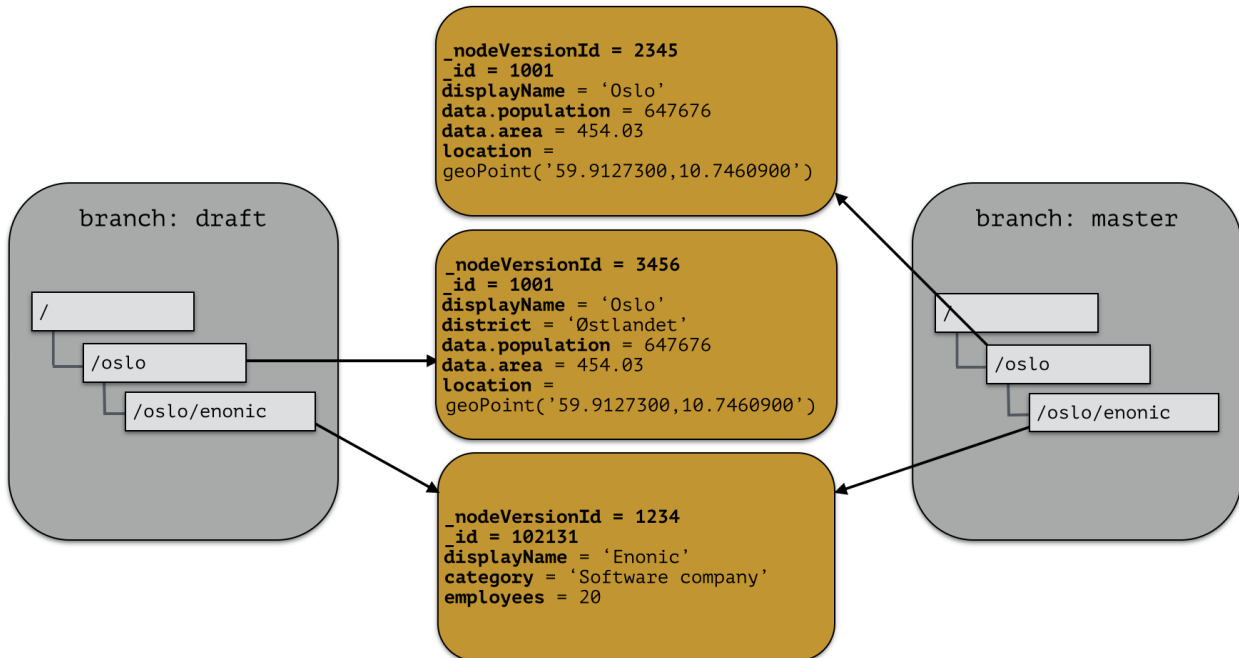 _nodeVersionId = 2345
_id = 1001
displayName = ‘Oslo’
data.population = 647676
data.area = 454.03
location =
geoPoint(’59.9127300,10.7460900’)
branch: draft
/
/oslo
/oslo/enonic
_nodeVersionId = 3456
_id = 1001
displayName = ‘Oslo’
district = ‘Østlandet’
data.population = 647676
data.area = 454.03
location =
geoPoint(’59.9127300,10.7460900’)
branch: master
/
/oslo
/oslo/enonic
_nodeVersionId = 1234
_id = 102131
displayName = ‘Enonic’
category = ‘Software company’
employees = 20